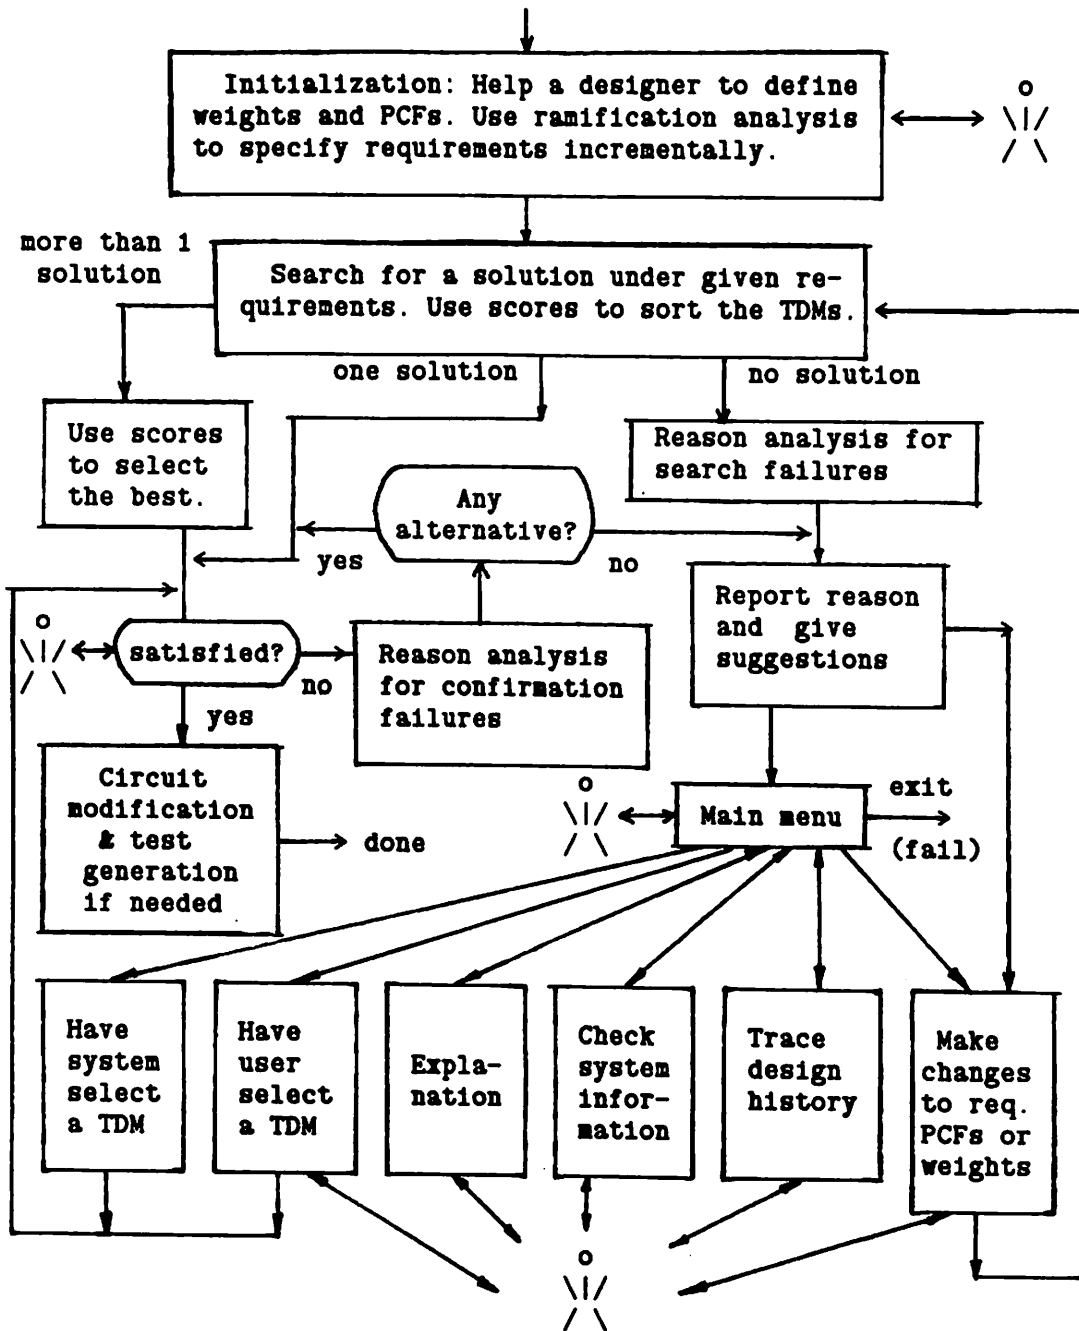 Initialization: Help a designer to define
weights and PCFs. Use ramification analysis
to specify requirements incrementally.
more than 1
solution
Search for a solution under given re-
quirements. Use scores to sort the TDMs.
one solution
no solution
Use scores
to select
the best.
Reason analysis for
search failures
Any
alternative?
yes
no
Report reason
and give
suggestions
satisfied?
no
yes
Reason analysis
for confirmation
failures
Circuit
modification
& test
generation
if needed
done
Main menu
exit
(fail)
Have
system
select
a TDM
Have
user
select
a TDM
Expla-
nation
Check
system
infor-
mation
Trace
design
history
Make
changes
to req.
PCFs or
weights